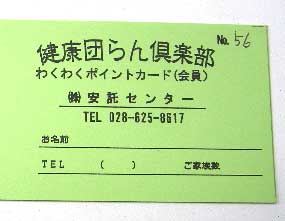 No. 56
健康団らん倶楽部
わくわくポイントカード(会員)
㈱安託センター
TEL 028-625-8617
お名前
TEL ( ) ご家族数